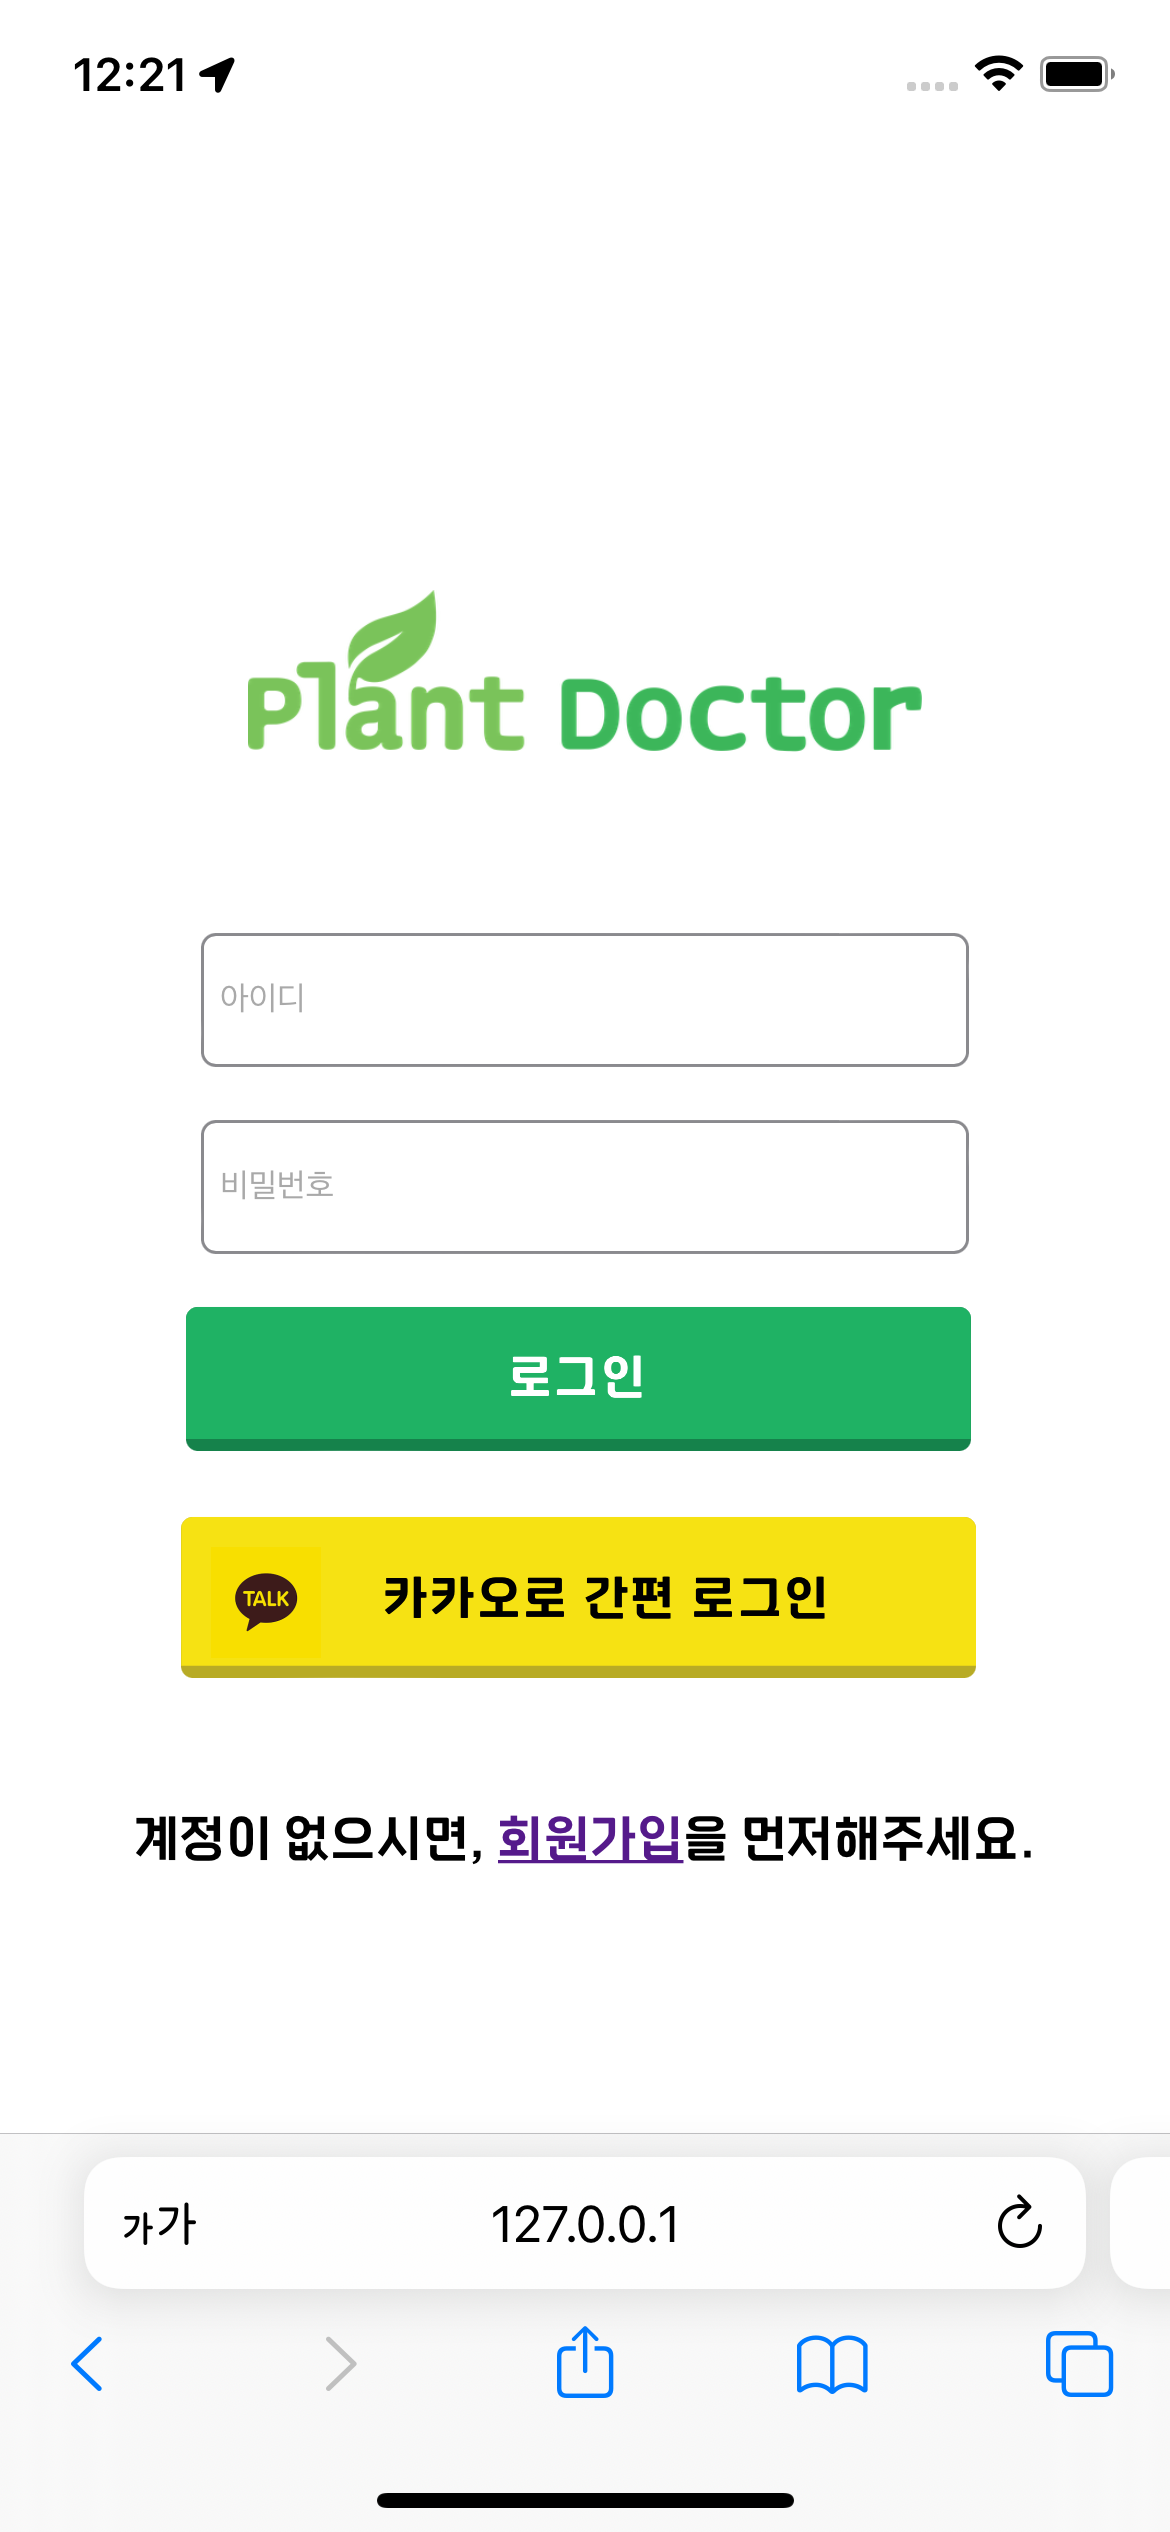 12:21
Plant Doctor
아이디
비밀번호
로그인
TALK
카카오로 간편 로그인
계정이 없으시면, 회원가입을 먼저해주세요.
가가
127.0.0.1